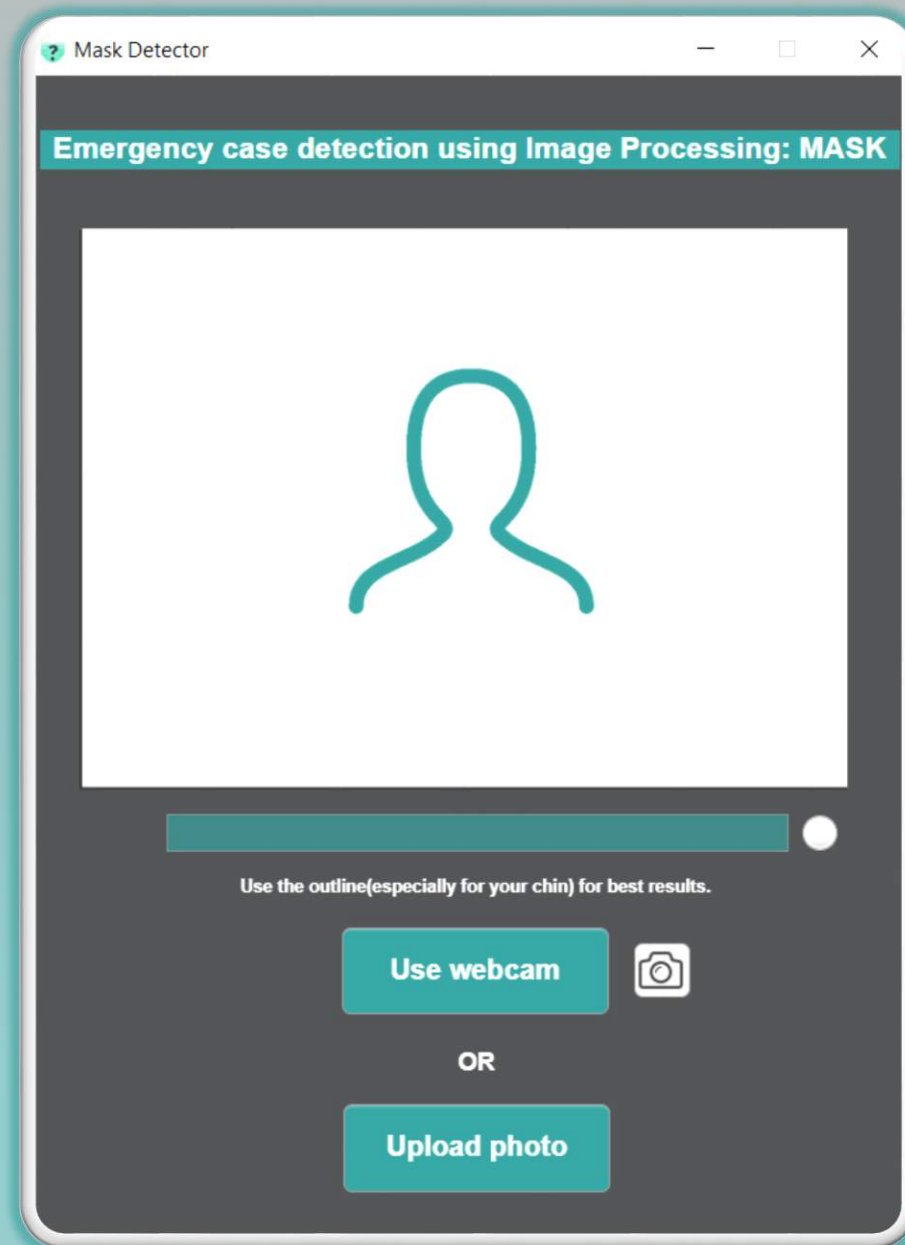 Mask Detector
Emergency case detection using Image Processing: MASK
Use the outline(especially for your chin) for best results.
Use webcam
OR
Upload photo